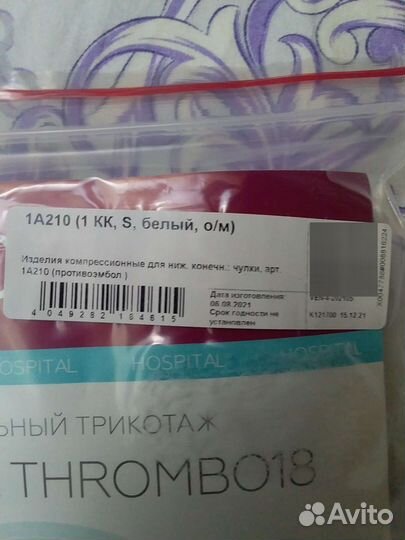 1A210 (1 КК, S, белый, о/м)
Изделия компрессионные для ниж. конечн.: чулки, арт.
1A210 (противоэмбол )
4 049282 184615
Дата изготовления:
06.08.2021
Срок годности не
установлен
K121700 15.12.21
OSPITAL HOSPITAL HOSPITAL
ЬНЫЙ ТРИКОТАЖ
THROMBO18
Avito